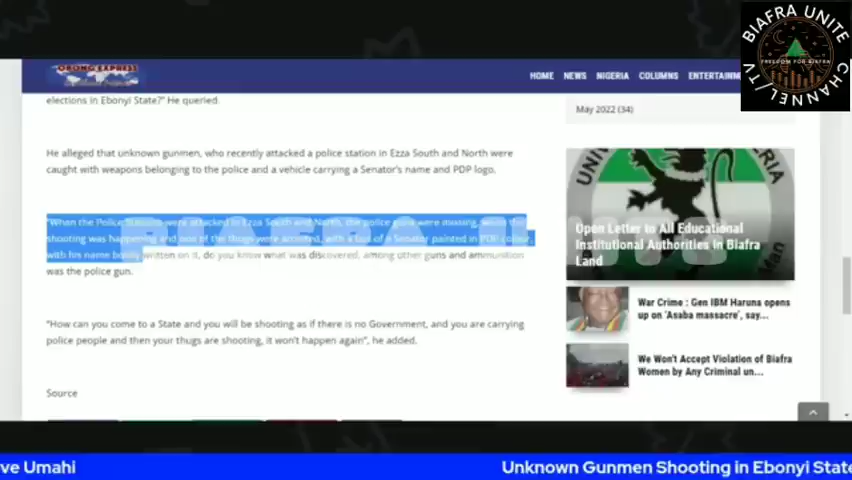 BIAFRA UNITE
CHANNEL/TV
FREEDOM FOR BIAFRA
OBONG EXPRESS
HOME NEWS NIGERIA COLUMNS ENTERTAINM
elections in Ebonyi State?" He queried.
He alleged that unknown gunmen, who recently attacked a police station in Ezza South and North were
caught with weapons belonging to the police and a vehicle carrying a Senator's name and PDP logo.
"When the Police Stations were attacked in Ezza South and North, the police guns were missing, when the
shooting was happening and one of the thugs were arrested, with a bus of a Senator painted in PDP colour,
with his name boldly written on it, do you know what was discovered, among other guns and ammunition
was the police gun.
"How can you come to a State and you will be shooting as if there is no Government, and you are carrying
police people and then your thugs are shooting, it won't happen again", he added.
Source
May 2022 (34)
Open Letter to All Educational
Institutional Authorities in Biafra
Land
War Crime : Gen IBM Haruna opens
up on 'Asaba massacre', say...
We Won't Accept Violation of Biafra
Women by Any Criminal un...
ve Umahi
Unknown Gunmen Shooting in Ebonyi State